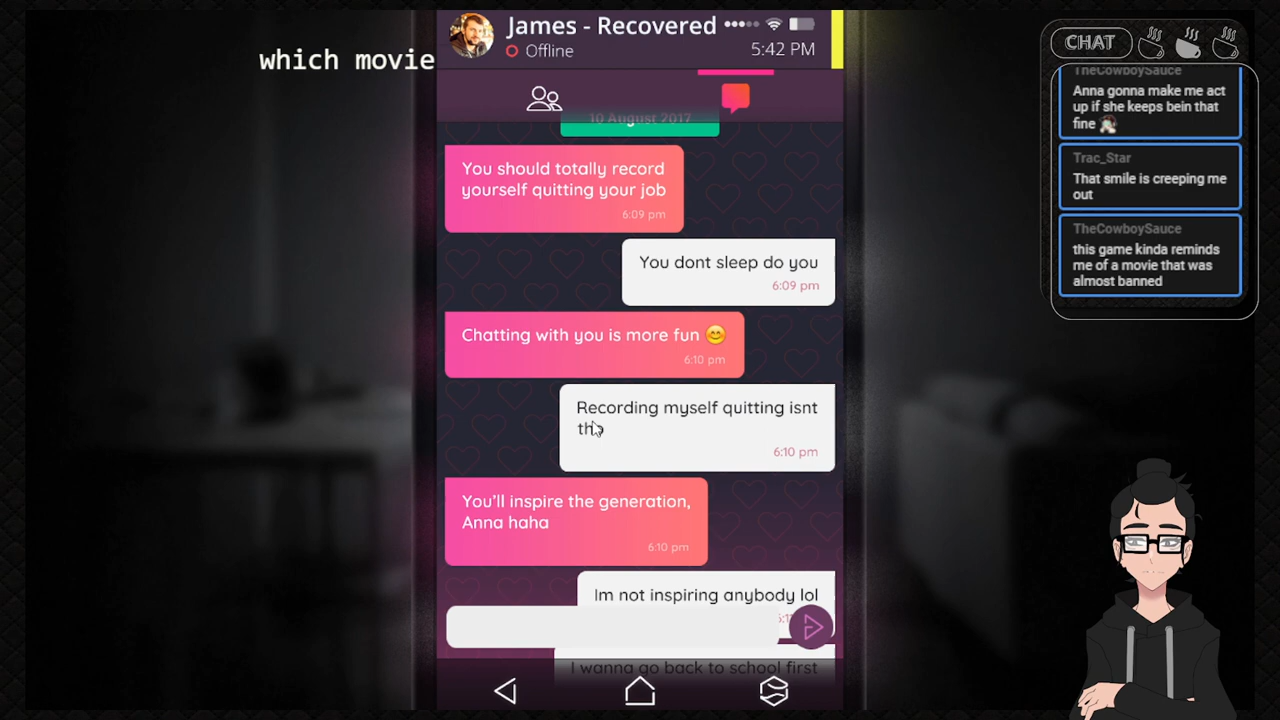 which movie
James - Recovered
Offline
5:42 PM
10 August 2017
You should totally record
yourself quitting your job
6:09 pm
You dont sleep do you
6:09 pm
Chatting with you is more fun 😊
6:10 pm
Recording myself quitting isnt
6:10 pm
You'll inspire the generation,
Anna haha
6:10 pm
Im not inspiring anybody lol
I wanna go back to school first
CHAT
TheCowboySauce
Anna gonna make me act
up if she keeps bein that
fine
Trac_Star
That smile is creeping me
out
TheCowboySauce
this game kinda reminds
me of a movie that was
almost banned